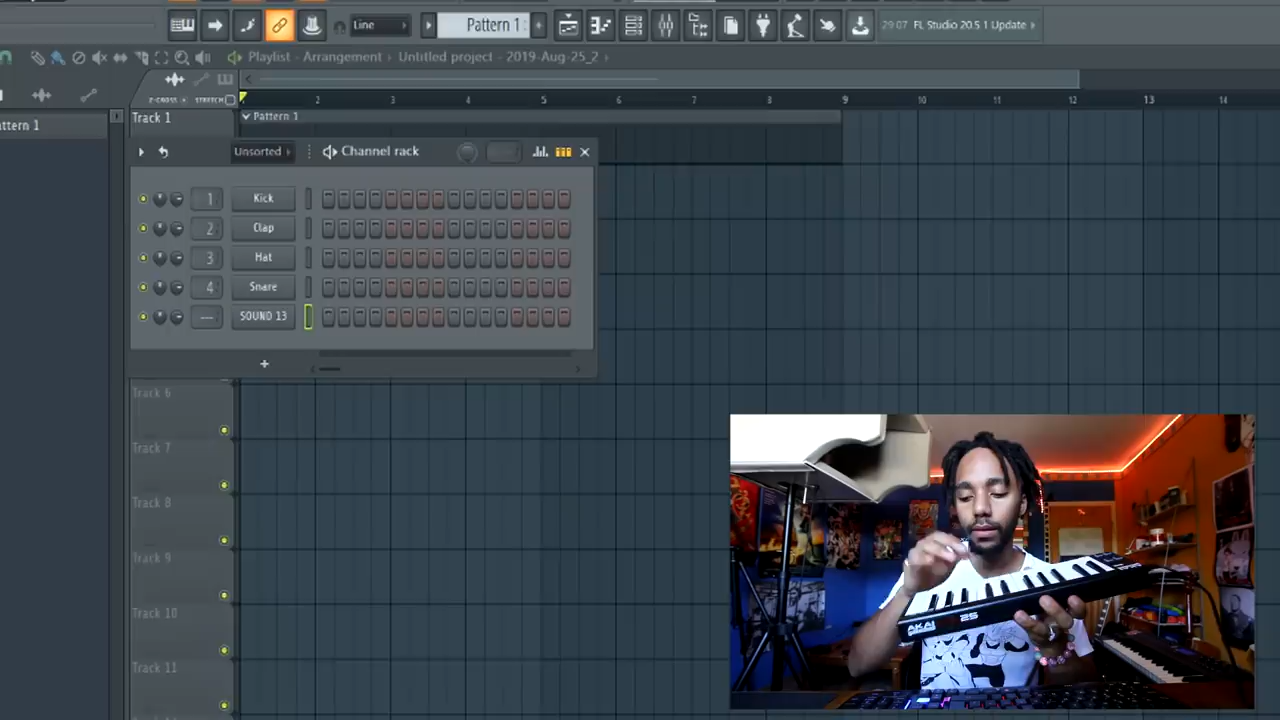 Line
Pattern 1
29:07 FL Studio 20.5.1 Update
Playlist - Arrangement › Untitled project - 2019-Aug-25_2 ›
Z-CROSS STRETCH
2 3 4 5 6 7 8 9 10 11 12 13 14
ttern 1
Track 1
Pattern 1
Unsorted
Channel rack
1 Kick
2 Clap
3 Hat
4 Snare
--- SOUND 13
+
Track 6
Track 7
Track 8
Track 9
Track 10
Track 11
AKAI
25